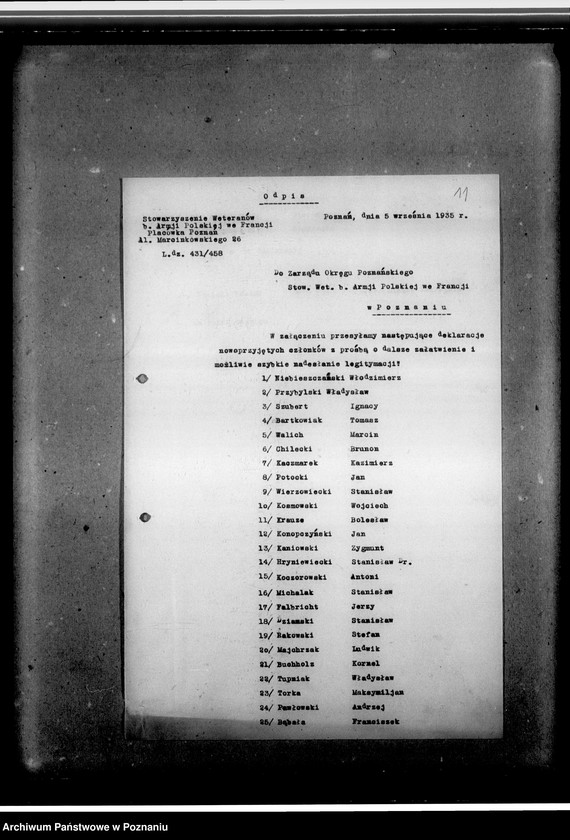 Odpis
11
Stowarzyszenie Weteranów
b. Armji Polskiej we Francji
Placówka Poznań
Al. Marcinkowskiego 26
Poznań, dnia 5 września 1935 r.
L.dz. 431/458
Do Zarządu Okręgu Poznańskiego
Stow. Wet. b. Armji Polskiej we Francji
w Poznaniu
W załączeniu przesyłamy następujące deklaracje
nowoprzyjętych członków z prośbą o dalsze załatwienie i
możliwie szybkie nadesłanie legitymacji:
1/ Niebieszczański Włodzimierz
2/ Przybylski Władysław
3/ Szubert Ignacy
4/ Bartkowiak Tomasz
5/ Walich Marcin
6/ Chilecki Brunon
7/ Kaczmarek Kazimierz
8/ Potocki Jan
9/ Wierzowiecki Stanisław
10/ Kosmowski Wojciech
11/ Krauze Bolesław
12/ Konopczyński Jan
13/ Kaniowski Zygmunt
14/ Hryniewiecki Stanisław Dr.
15/ Koczorowski Antoni
16/ Michalak Stanisław
17/ Falbricht Jerzy
18/ Dziamski Stanisław
19/ Rakowski Stefan
20/ Majchrzak Ludwik
21/ Buchholz Kornel
22/ Tupniak Władysław
23/ Torka Maksymiljan
24/ Pawłowski Andrzej
25/ Bąbała Franciszek
Archiwum Państwowe w Poznaniu